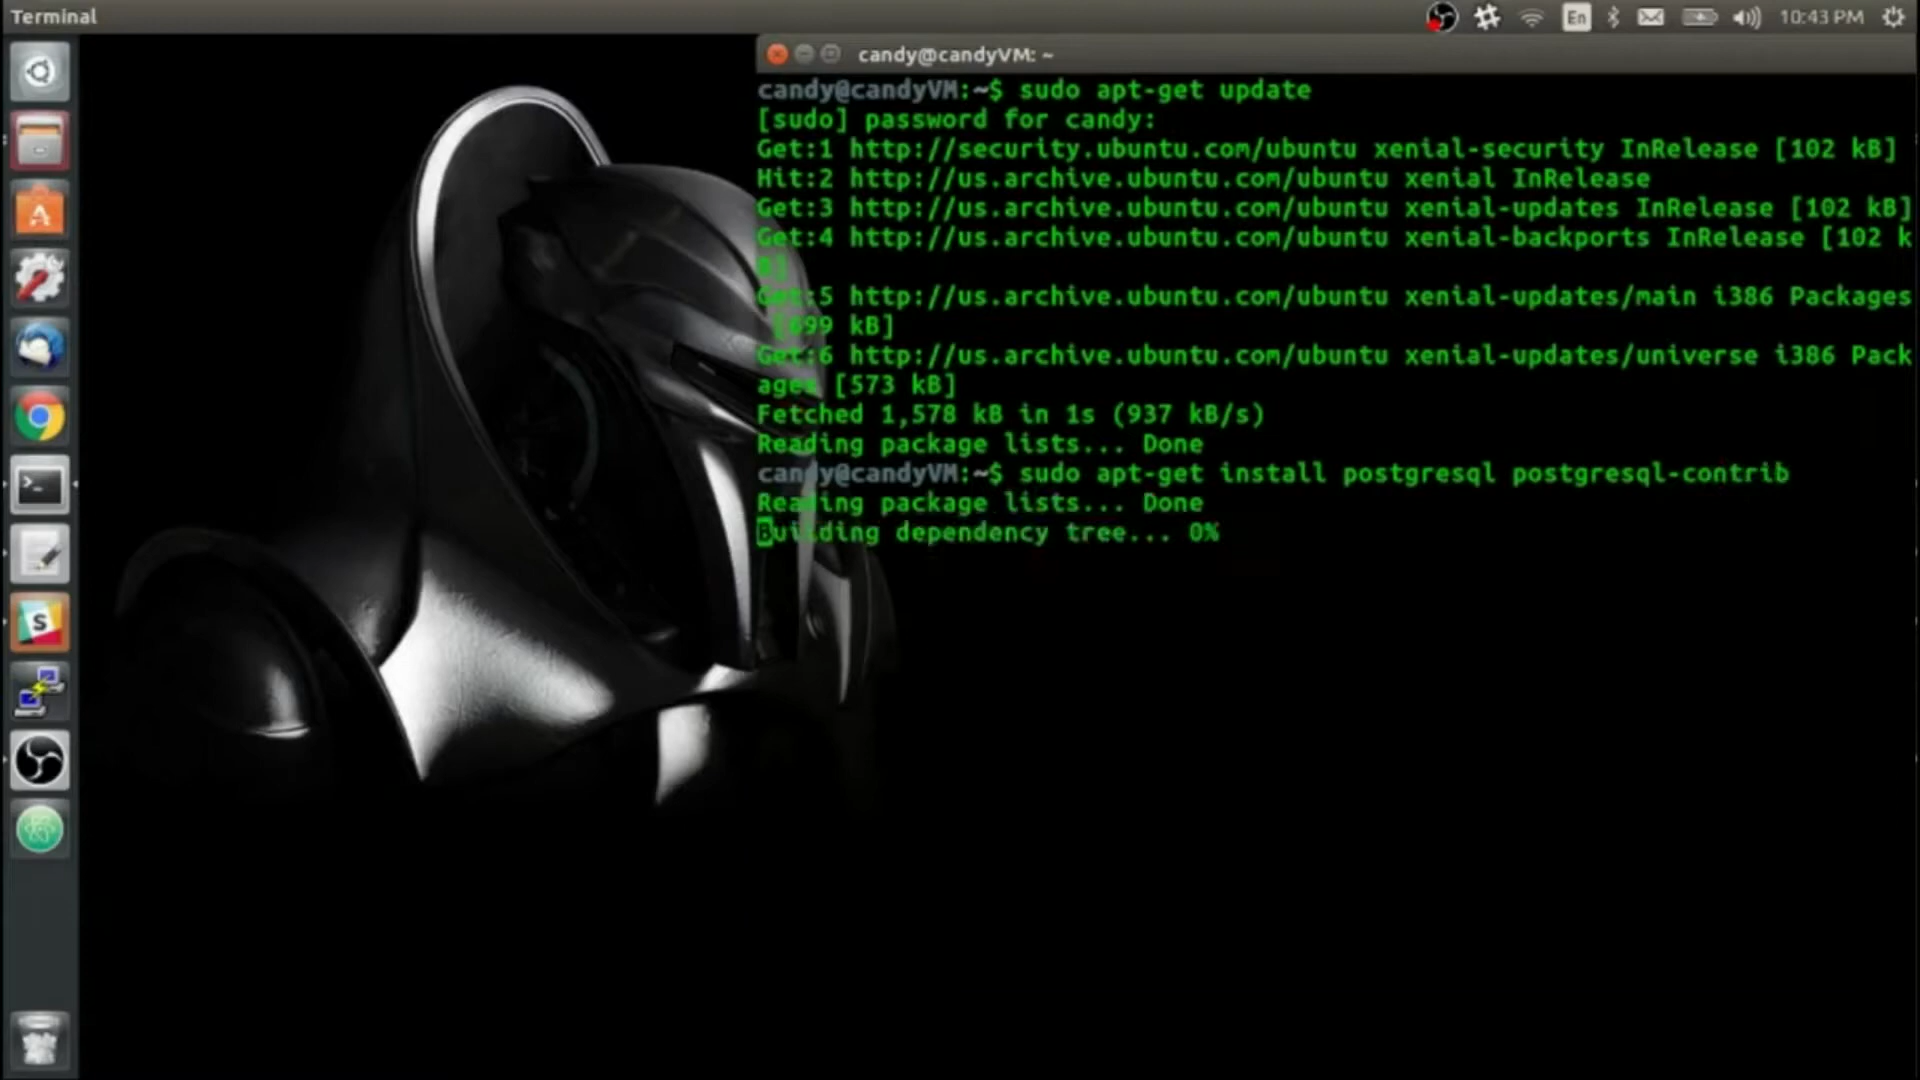 Terminal
En
10:43 PM
candy@candyVM: ~
candy@candyVM:~$ sudo apt-get update
[sudo] password for candy:
Get:1 http://security.ubuntu.com/ubuntu xenial-security InRelease [102 kB]
Hit:2 http://us.archive.ubuntu.com/ubuntu xenial InRelease
Get:3 http://us.archive.ubuntu.com/ubuntu xenial-updates InRelease [102 kB]
Get:4 http://us.archive.ubuntu.com/ubuntu xenial-backports InRelease [102 k
B]
Get:5 http://us.archive.ubuntu.com/ubuntu xenial-updates/main i386 Packages
[699 kB]
Get:6 http://us.archive.ubuntu.com/ubuntu xenial-updates/universe i386 Pack
ages [573 kB]
Fetched 1,578 kB in 1s (937 kB/s)
Reading package lists... Done
candy@candyVM:~$ sudo apt-get install postgresql postgresql-contrib
Reading package lists... Done
Building dependency tree... 0%